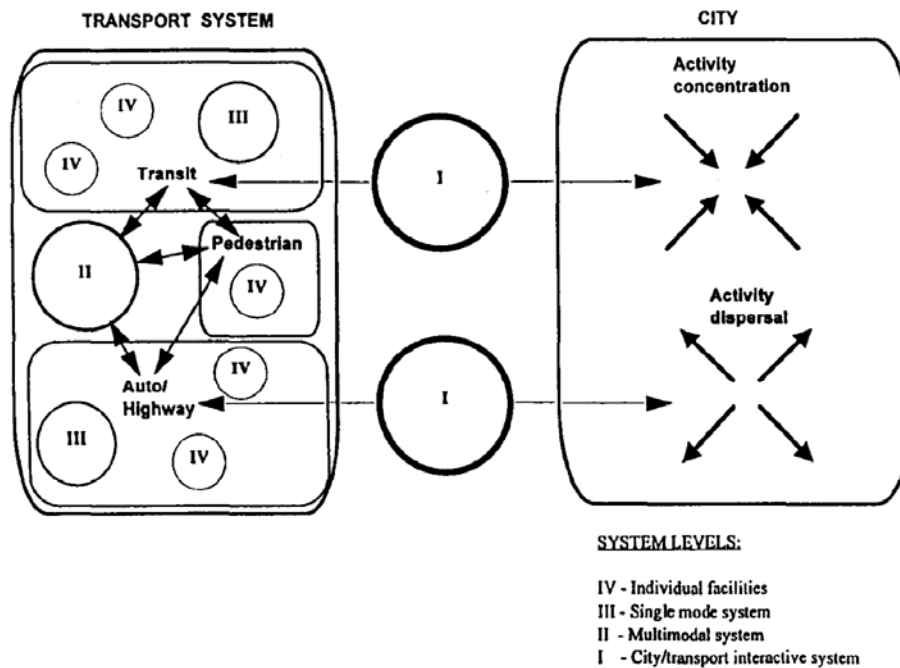 TRANSPORT SYSTEM
CITY
IV
IV
III
Transit
I
Activity
concentration
II
Pedestrian
IV
Activity
dispersal
Auto/
Highway
IV
III
IV
I
SYSTEM LEVELS:
IV - Individual facilities
III - Single mode system
II - Multimodal system
I - City/transport interactive system